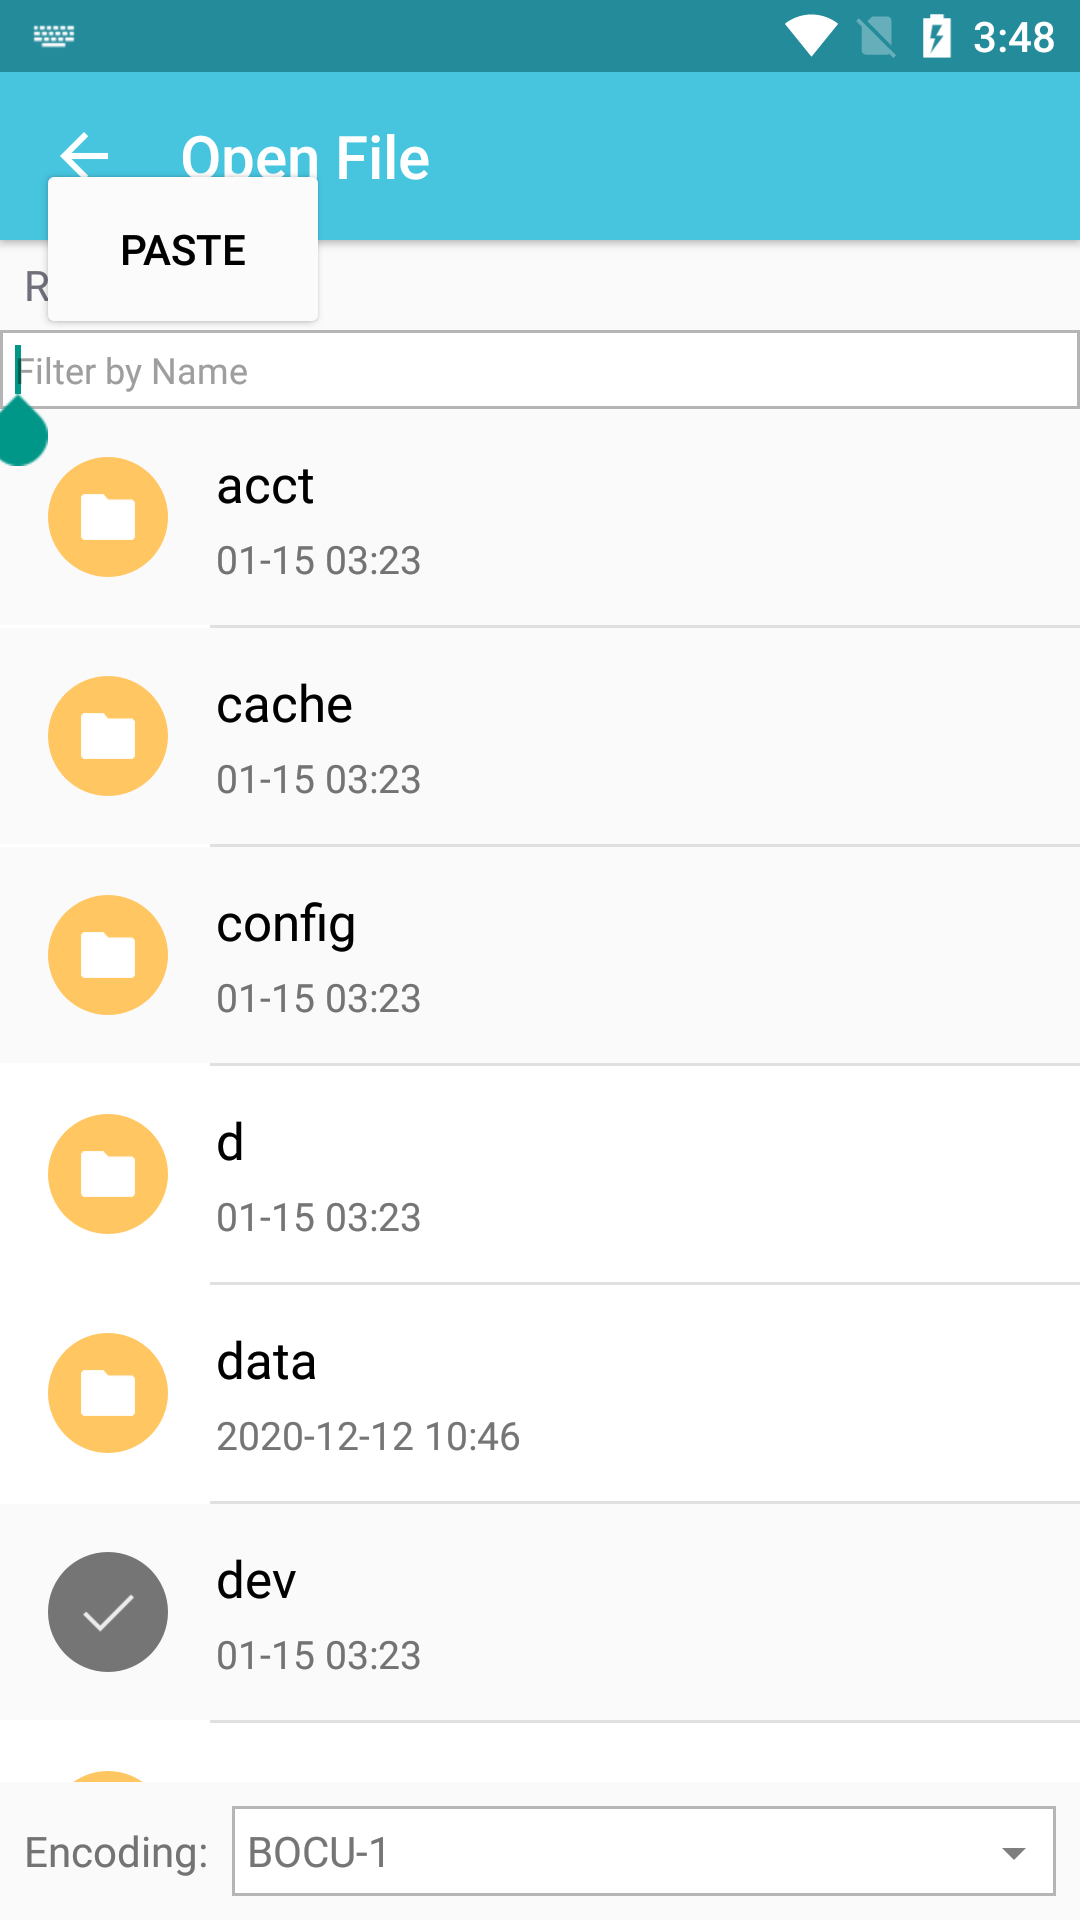 3:48
Open File
PASTE
R
Filter by Name
acct
01-15 03:23
cache
01-15 03:23
config
01-15 03:23
d
01-15 03:23
data
2020-12-12 10:46
dev
01-15 03:23
Encoding: BOCU-1